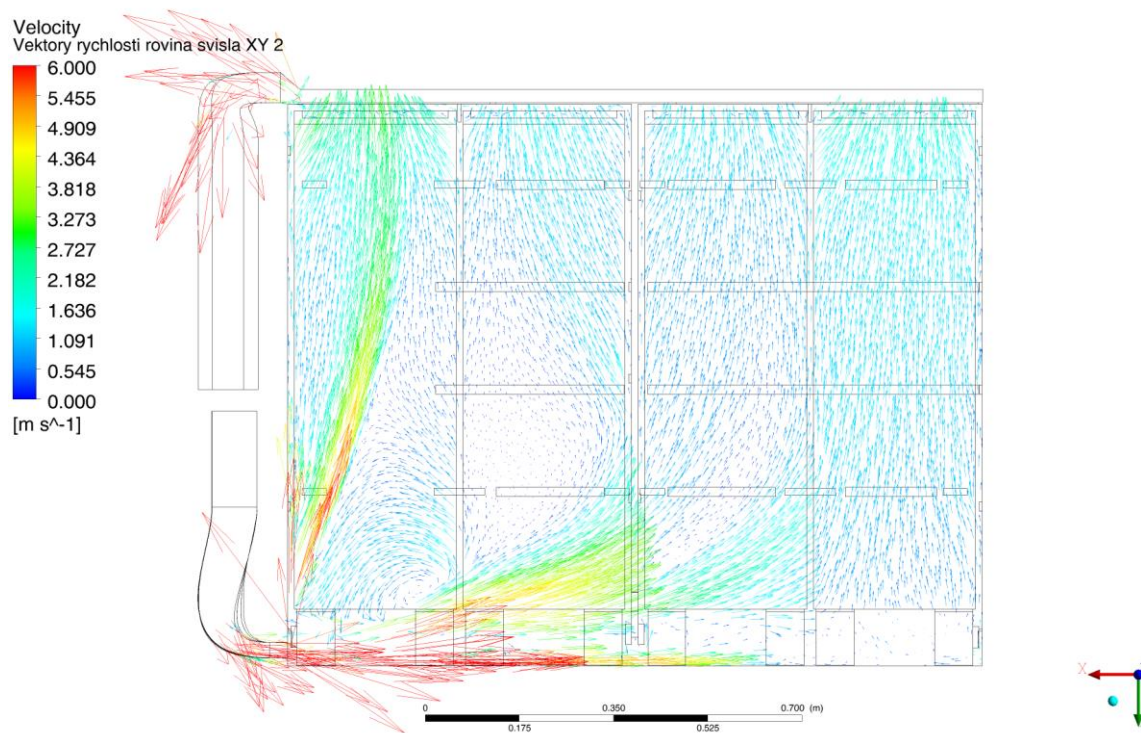 Velocity
Vektory rychlosti rovina svisla XY 2
6.000
5.455
4.909
4.364
3.818
3.273
2.727
2.182
1.636
1.091
0.545
0.000
[m s^-1]
X
0 0.350 0.700 (m)
0.175 0.525